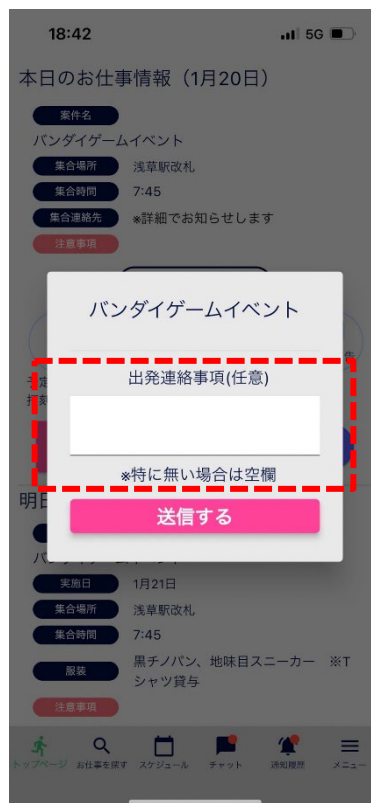 18:42
5G
本日のお仕事情報（1月20日）
案件名
バンダイゲームイベント
集合場所 浅草駅改札
集合時間 7:45
集合連絡先 ※詳細でお知らせします
注意事項
バンダイゲームイベント
出発連絡事項(任意)
※特に無い場合は空欄
送信する
実施日 1月21日
集合場所 浅草駅改札
集合時間 7:45
服装 黒チノパン、地味目スニーカー ※T
シャツ貸与
注意事項
トップページ お仕事を探す スケジュール チャット 通知履歴 メニュー